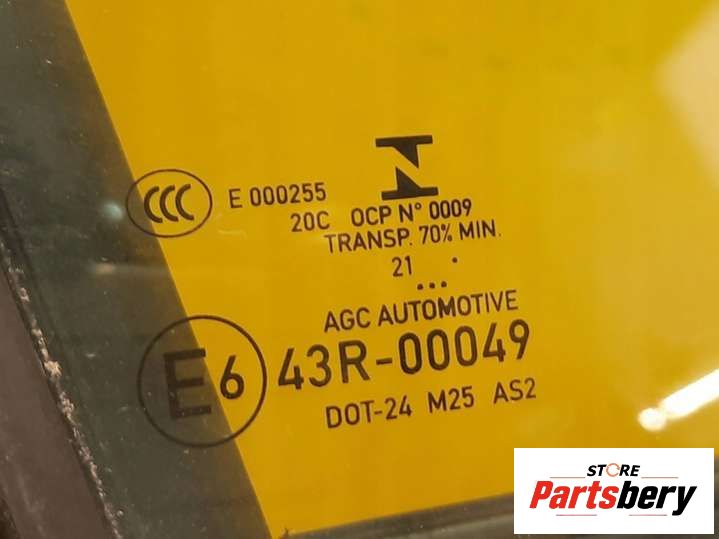 CCC E 000255
20C OCP N° 0009
TRANSP. 70% MIN.
21
AGC AUTOMOTIVE
E6 43R-00049
DOT-24 M25 AS2
STORE
Partsbery